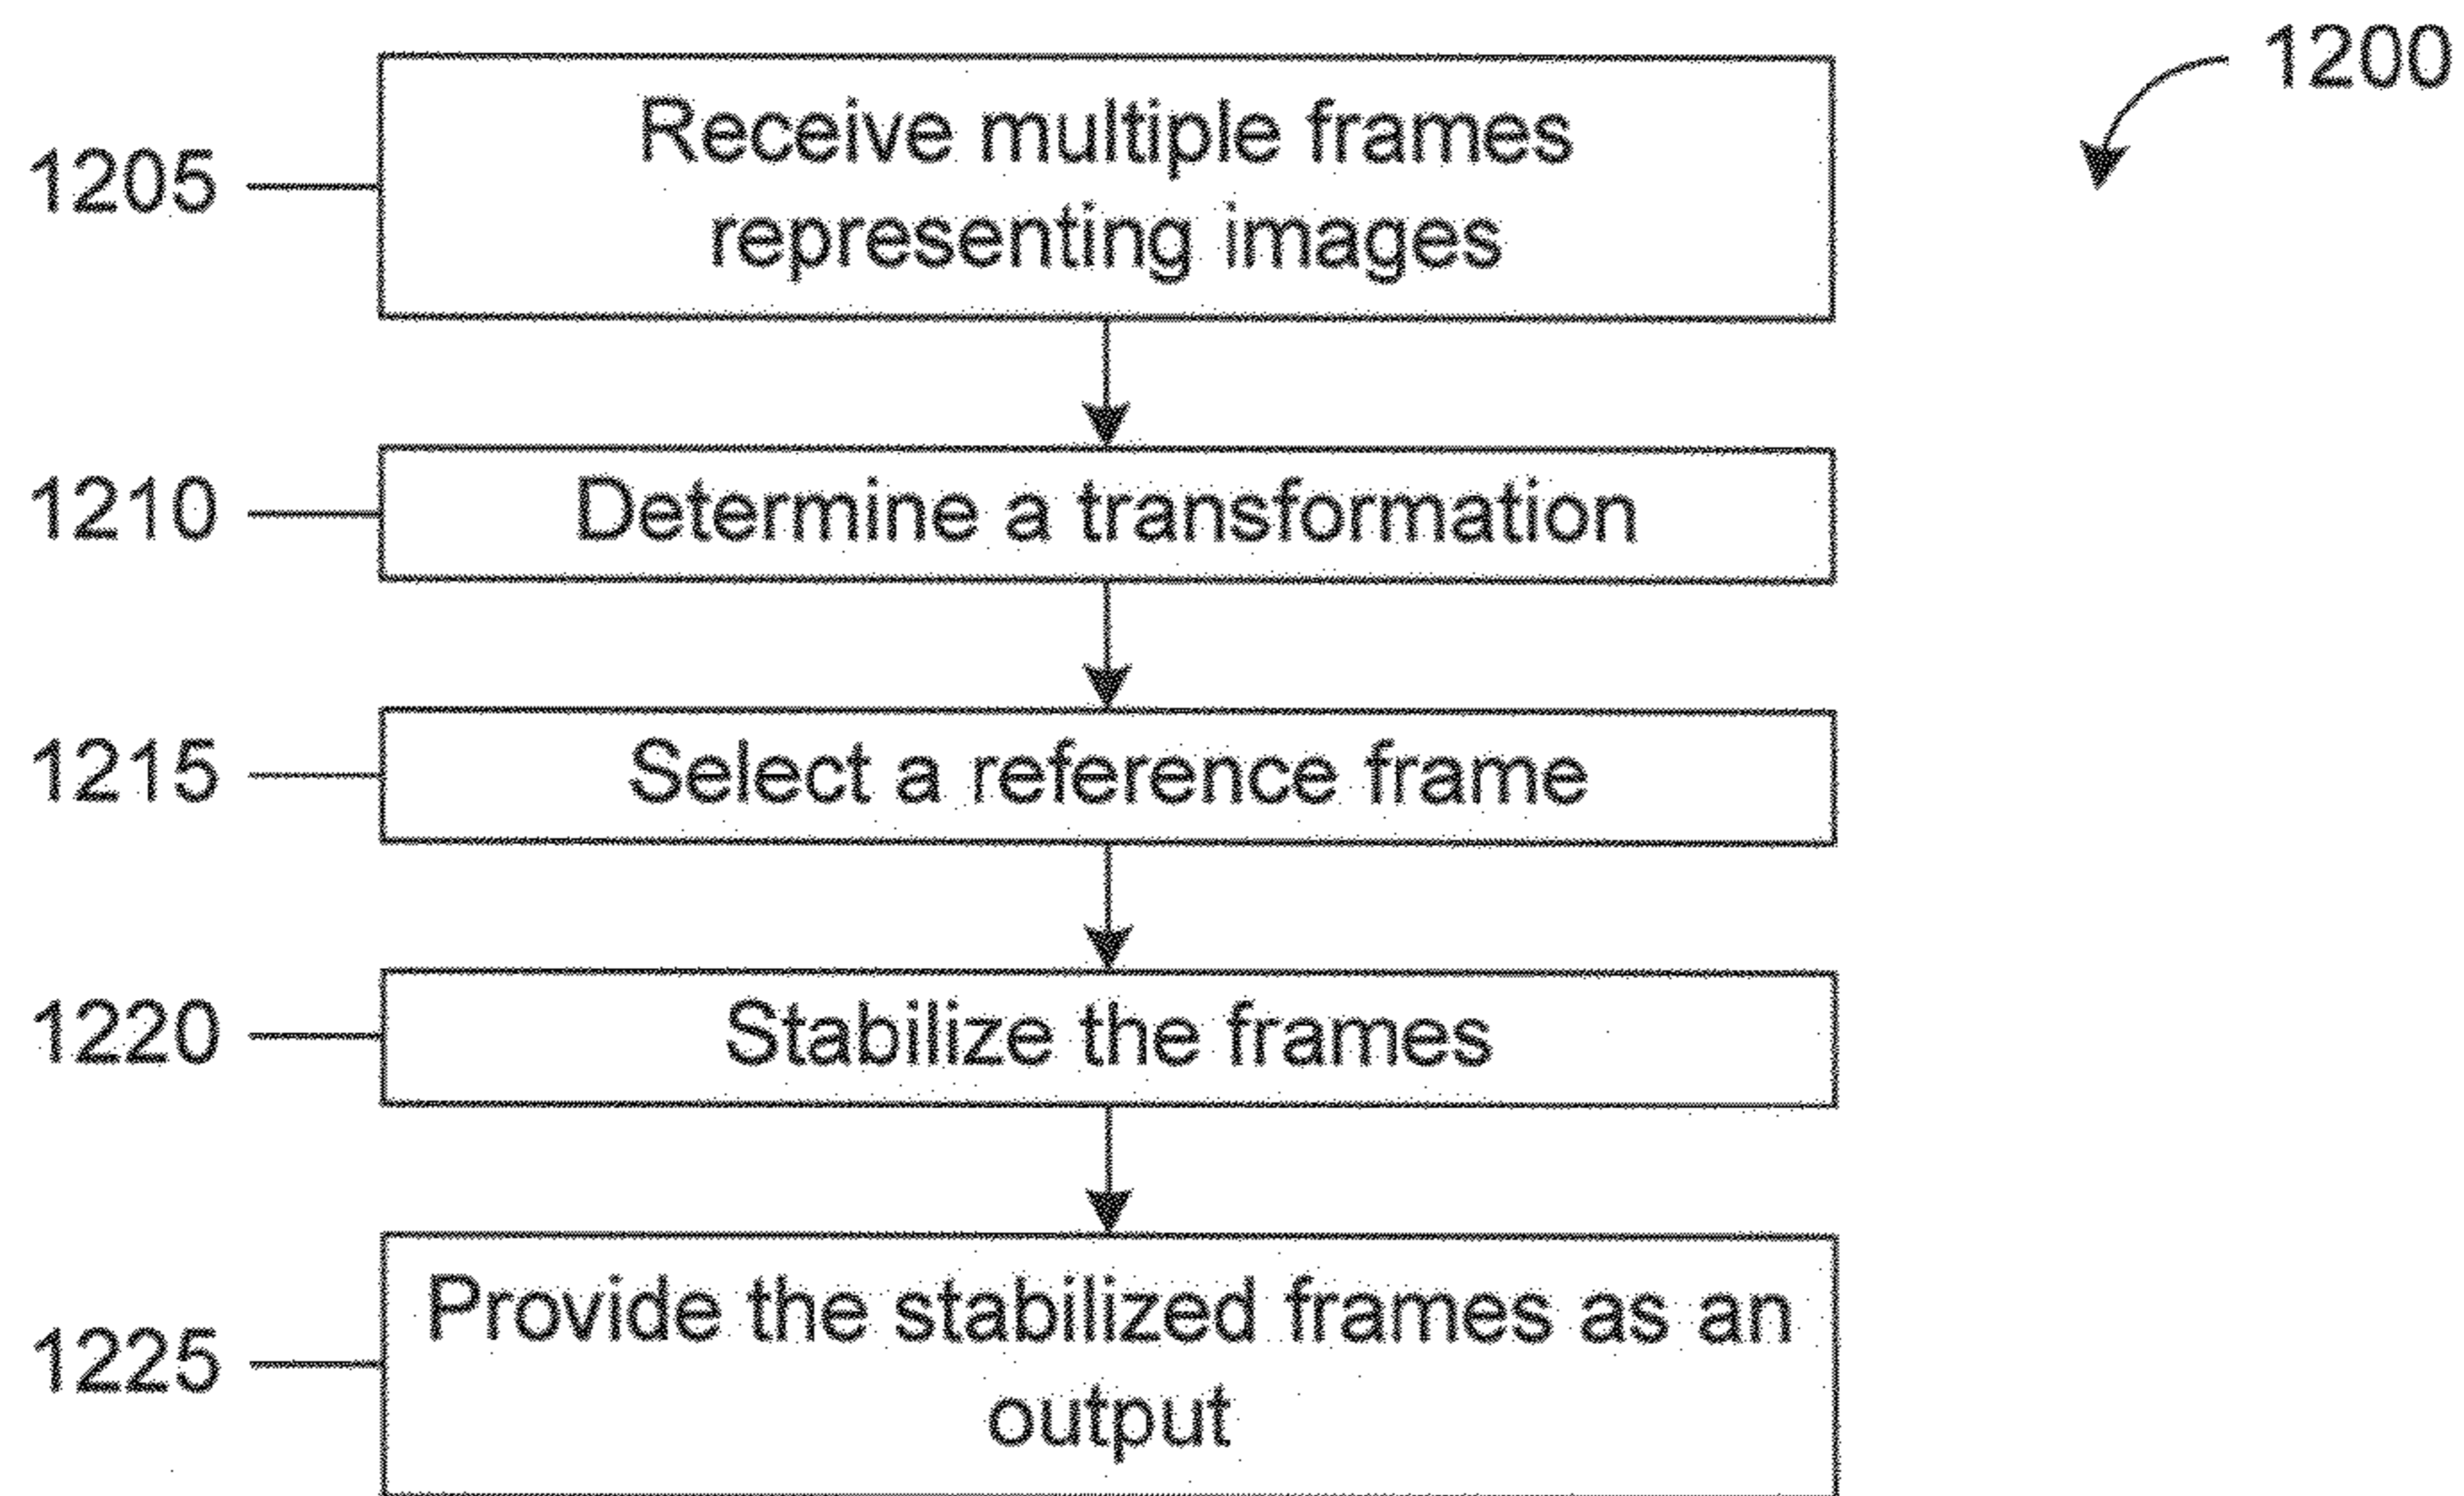 1200
1205
Receive multiple frames
representing images
1210
Determine a transformation
1215
Select a reference frame
1220
Stabilize the frames
1225
Provide the stabilized frames as an
output